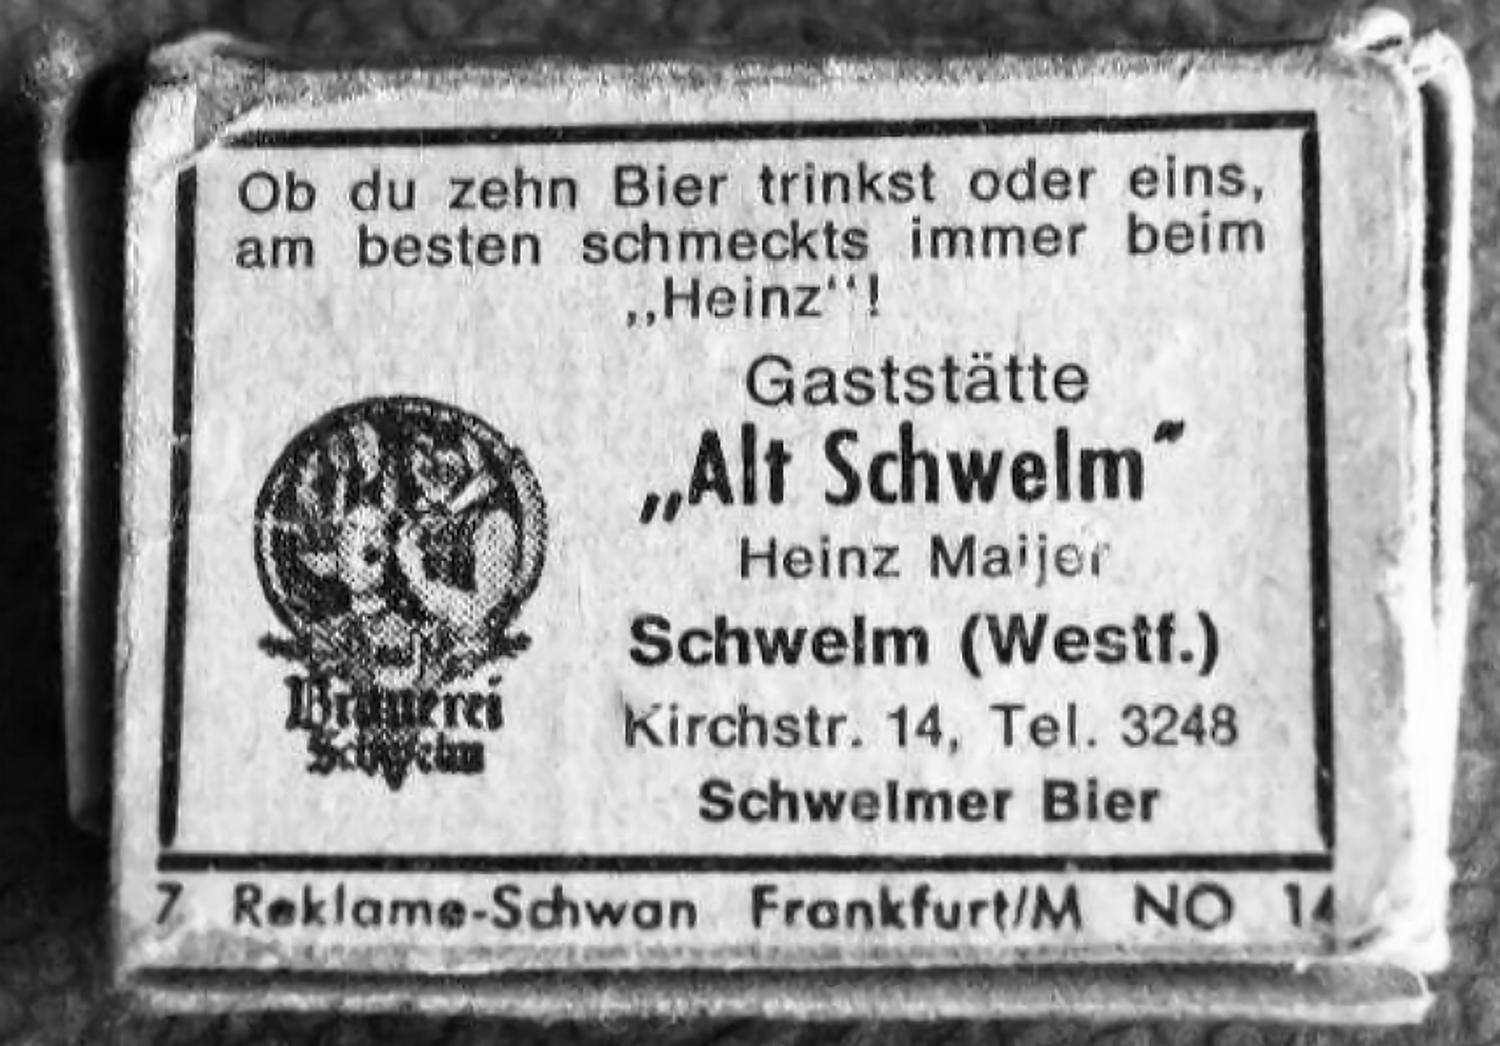 Ob du zehn Bier trinkst oder eins,
am besten schmeckts immer beim
,,Heinz“!
Gaststätte
„Alt Schwelm“
Heinz Maijer
Schwelm (Westf.)
Kirchstr. 14, Tel. 3248
Schwelmer Bier
Brauerei
Schwelm
7 Reklame-Schwan Frankfurt/M NO 14